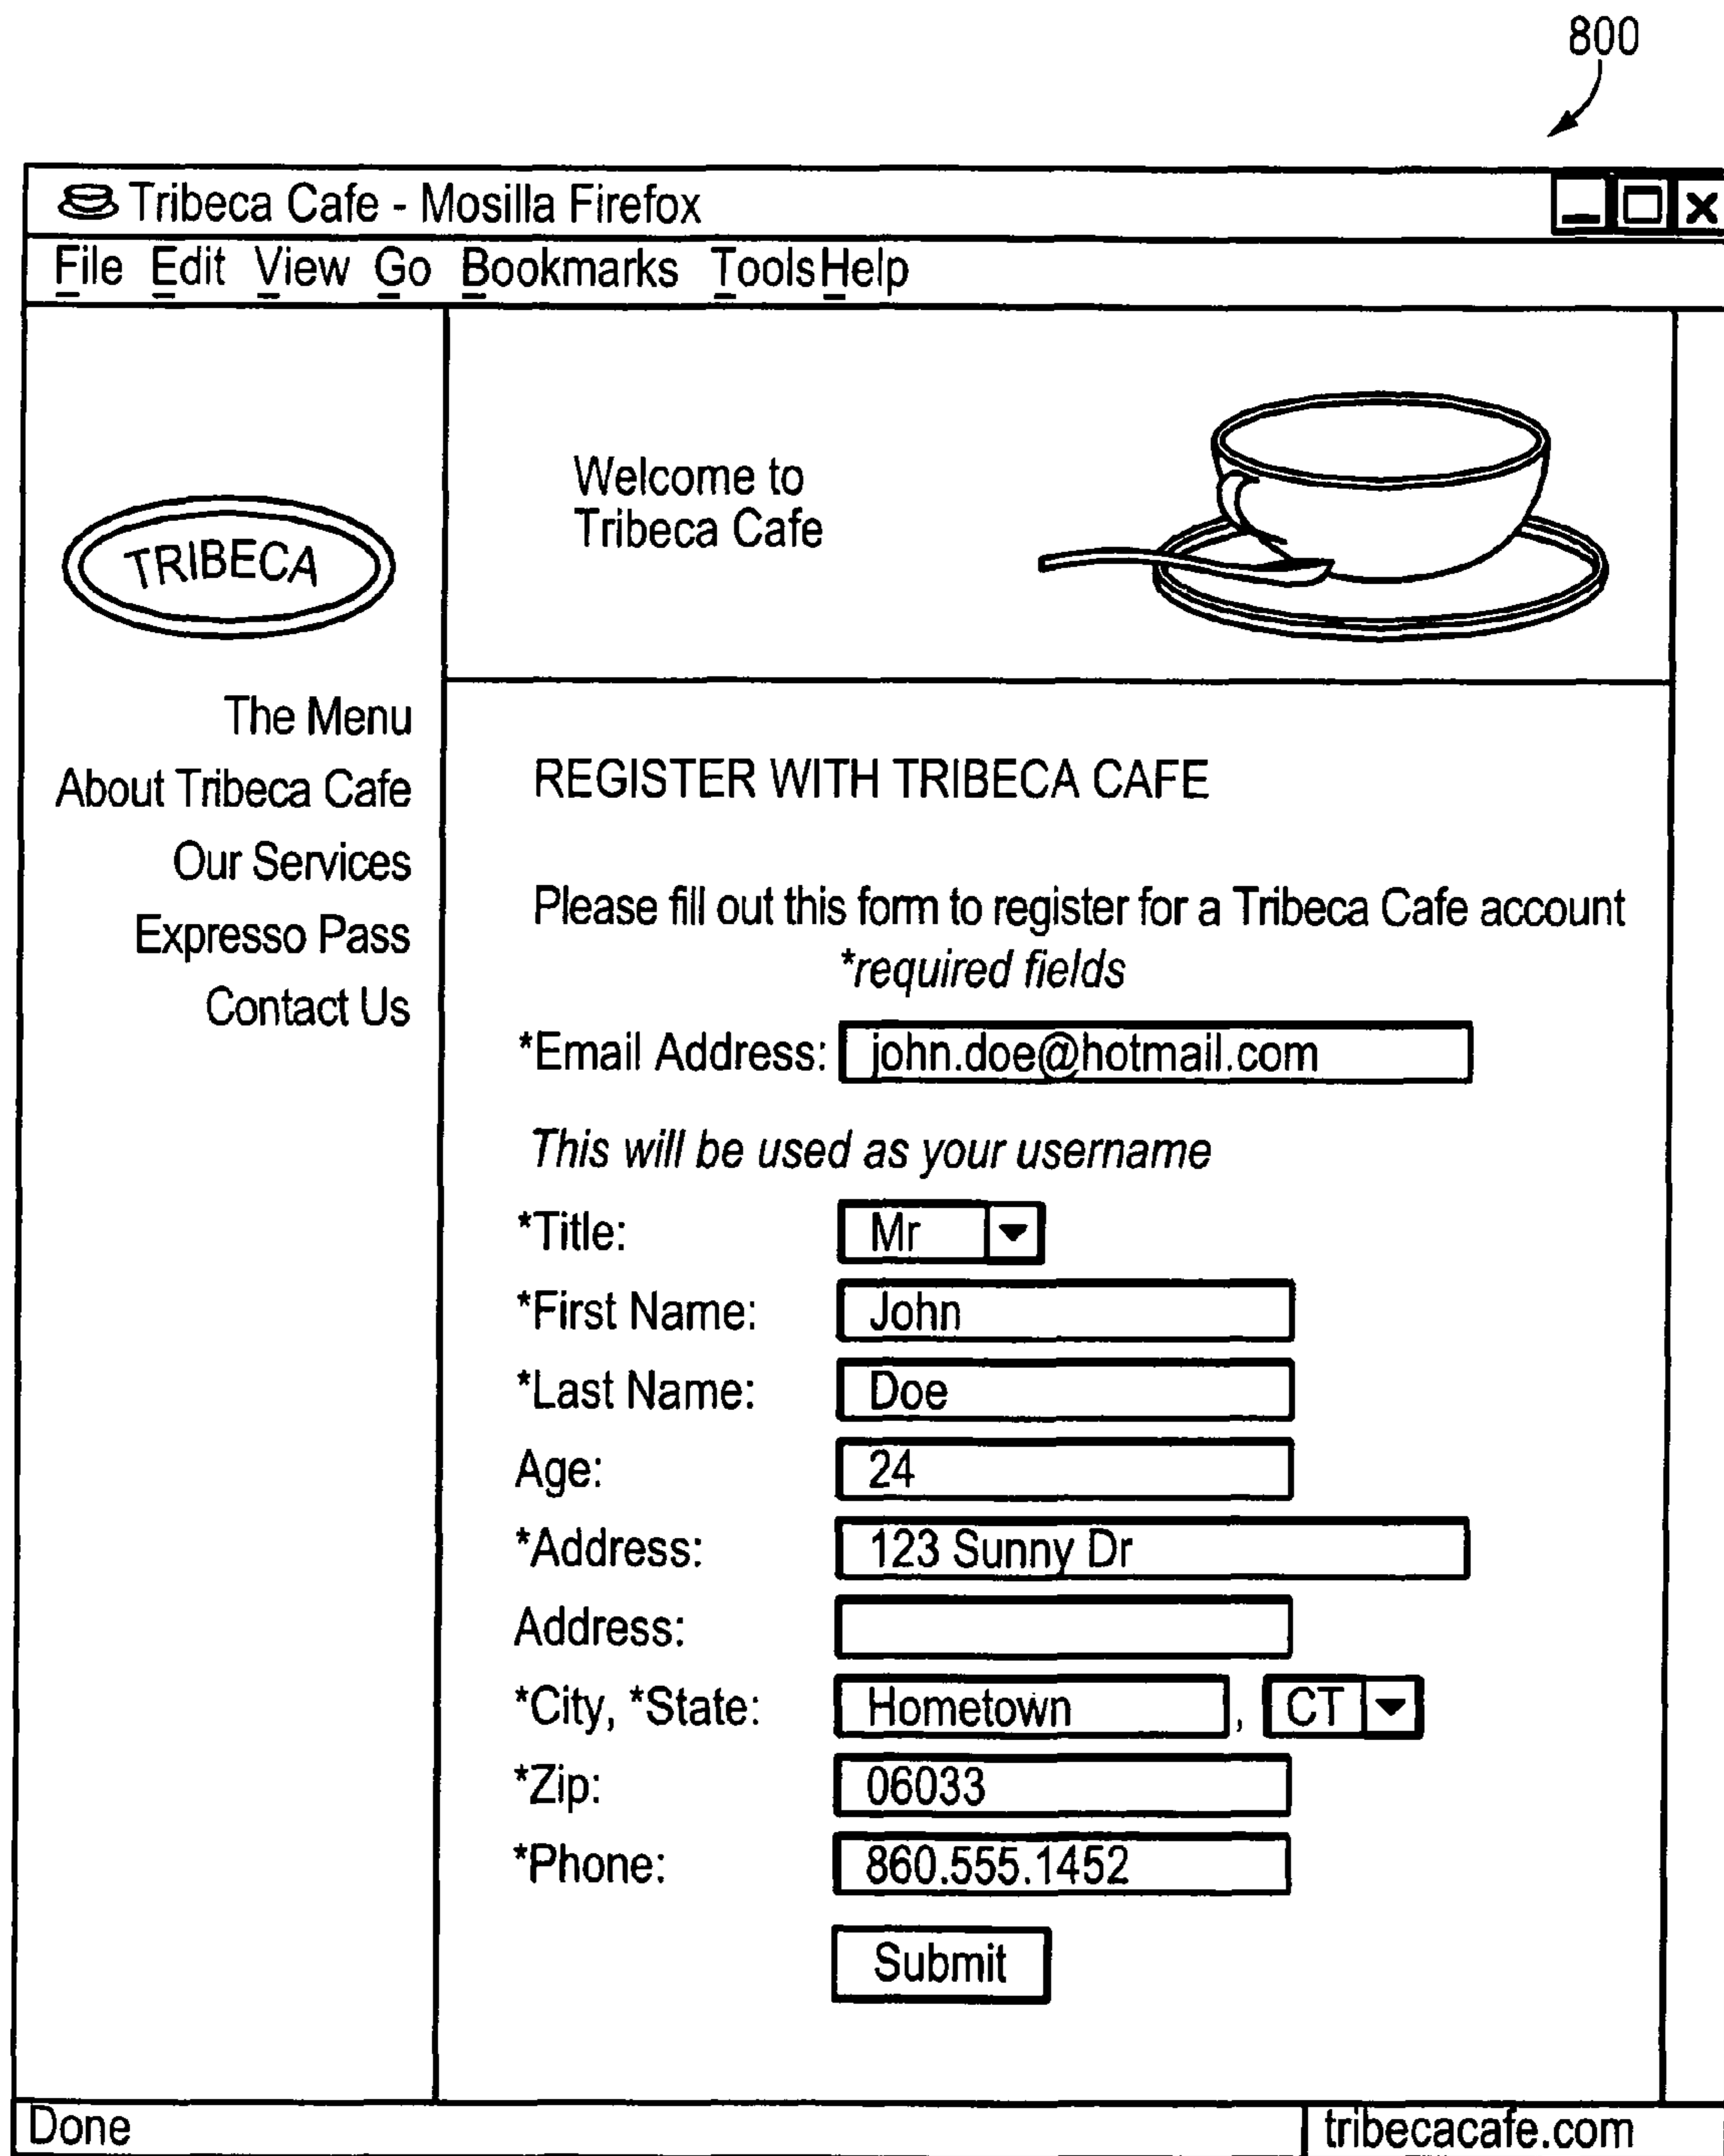 800
Tribeca Cafe - Mosilla Firefox
File Edit View Go Bookmarks Tools Help
TRIBECA
The Menu
About Tribeca Cafe
Our Services
Expresso Pass
Contact Us
Welcome to
Tribeca Cafe
REGISTER WITH TRIBECA CAFE
Please fill out this form to register for a Tribeca Cafe account
*required fields
*Email Address: john.doe@hotmail.com
This will be used as your username
*Title: Mr
*First Name: John
*Last Name: Doe
Age: 24
*Address: 123 Sunny Dr
Address:
*City, *State: Hometown, CT
*Zip: 06033
*Phone: 860.555.1452
Submit
Done tribecacafe.com